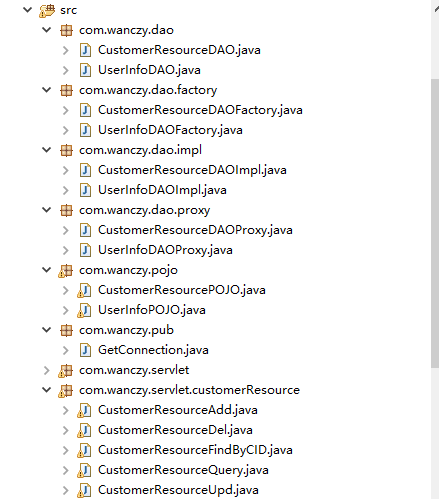 src
com.wanczy.dao
CustomerResourceDAO.java
UserInfoDAO.java
com.wanczy.dao.factory
CustomerResourceDAOFactory.java
UserInfoDAOFactory.java
com.wanczy.dao.impl
CustomerResourceDAOImpl.java
UserInfoDAOImpl.java
com.wanczy.dao.proxy
CustomerResourceDAOProxy.java
UserInfoDAOProxy.java
com.wanczy.pojo
CustomerResourcePOJO.java
UserInfoPOJO.java
com.wanczy.pub
GetConnection.java
com.wanczy.servlet
com.wanczy.servlet.customerResource
CustomerResourceAdd.java
CustomerResourceDel.java
CustomerResourceFindByCID.java
CustomerResourceQuery.java
CustomerResourceUpd.java